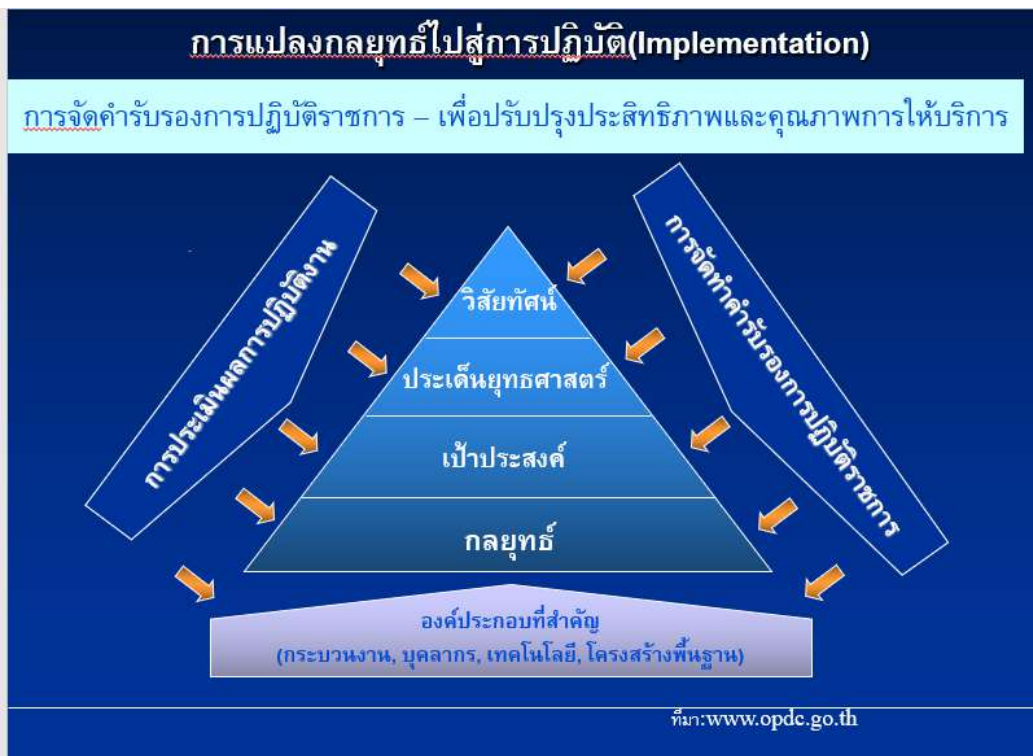 การแปลงกลยุทธ์ไปสู่การปฏิบัติ(Implementation)
การจัดคำรับรองการปฏิบัติราชการ – เพื่อปรับปรุงประสิทธิภาพและคุณภาพการให้บริการ
การประเมินผลการปฏิบัติงาน
การจัดทำคำรับรองการปฏิบัติราชการ
วิสัยทัศน์
ประเด็นยุทธศาสตร์
เป้าประสงค์
กลยุทธ์
องค์ประกอบที่สำคัญ
(กระบวนงาน, บุคลากร, เทคโนโลยี, โครงสร้างพื้นฐาน)
ที่มา:www.opdc.go.th